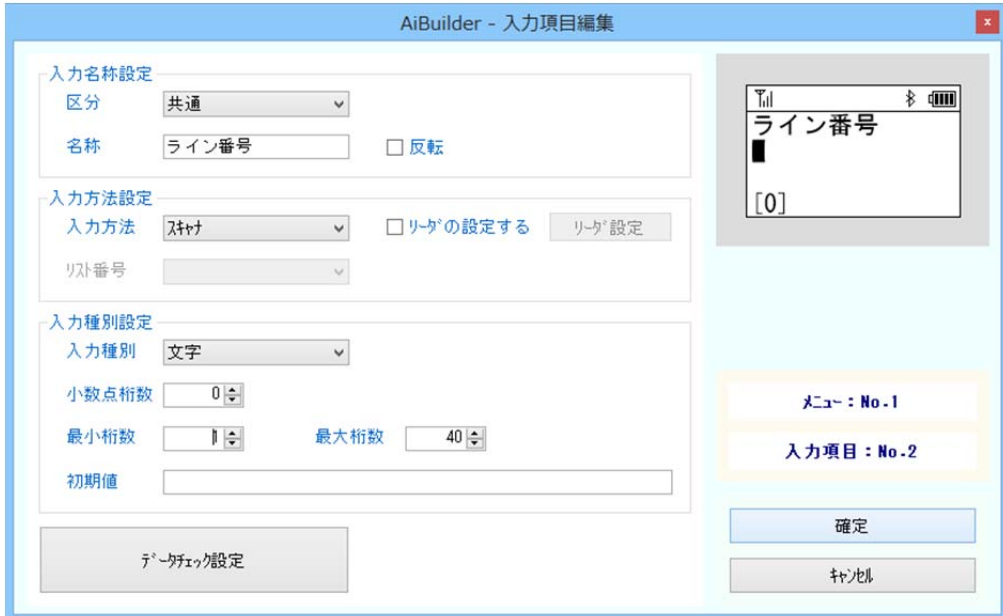 AiBuilder - 入力項目編集
x
入力名称設定
区分 共通
名称 ライン番号 反転
入力方法設定
入力方法 ｽｷｬﾅ ﾘｰﾀﾞの設定する ﾘｰﾀﾞ設定
ﾘｽﾄ番号
入力種別設定
入力種別 文字
小数点桁数 0
最小桁数 1 最大桁数 40
初期値
ﾃﾞｰﾀﾁｪｯｸ設定
ライン番号
[0]
ﾒﾆｭｰ：No.1
入力項目：No.2
確定
ｷｬﾝｾﾙ